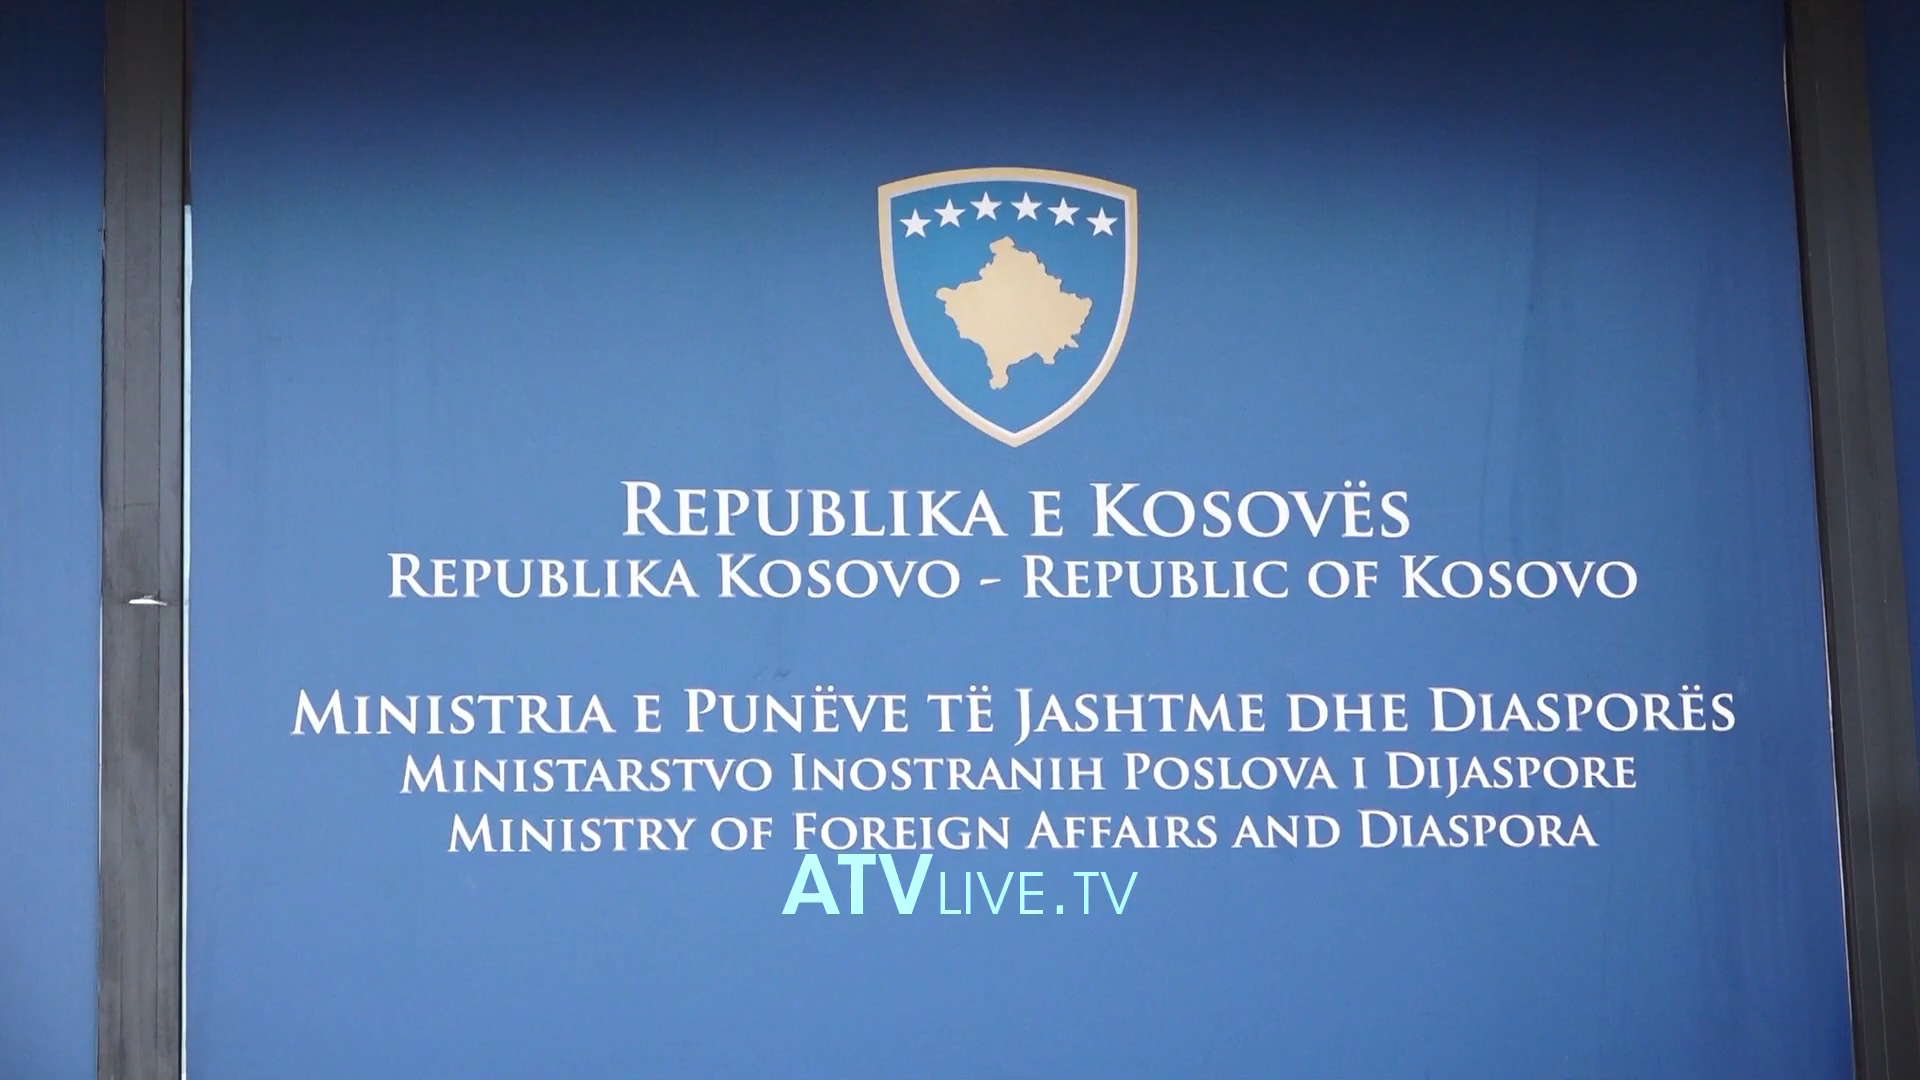 REPUBLIKA E KOSOVËS
REPUBLIKA KOSOVO - REPUBLIC OF KOSOVO
MINISTRIA E PUNËVE TË JASHTME DHE DIASPORËS
MINISTARSTVO INOSTRANIH POSLOVA I DIJASPORE
MINISTRY OF FOREIGN AFFAIRS AND DIASPORA
ATVLIVE.TV